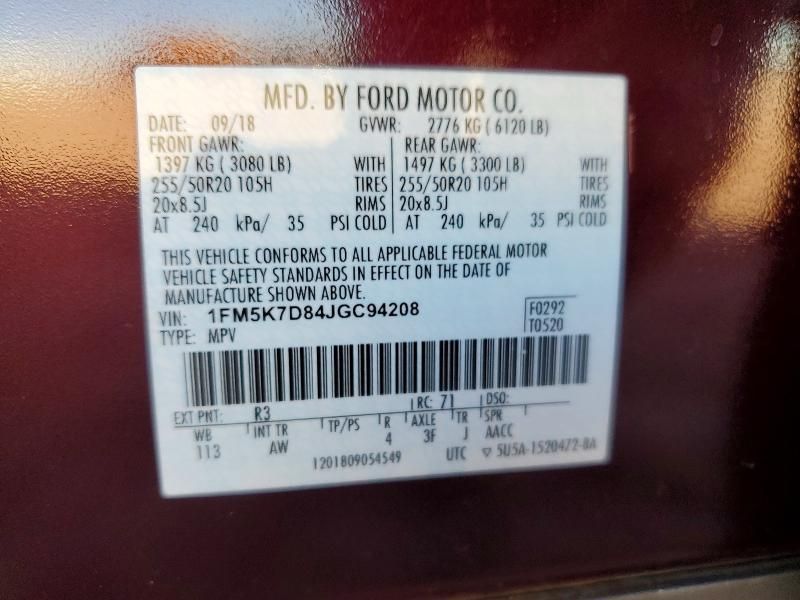 MFD. BY FORD MOTOR CO.
DATE: 09/18 GVWR: 2776 KG ( 6120 LB)
FRONT GAWR: REAR GAWR:
1397 KG ( 3080 LB) WITH 1497 KG ( 3300 LB) WITH
255/50R20 105H TIRES 255/50R20 105H TIRES
20x8.5J RIMS 20x8.5J RIMS
AT 240 kPa/ 35 PSI COLD AT 240 kPa/ 35 PSI COLD
THIS VEHICLE CONFORMS TO ALL APPLICABLE FEDERAL MOTOR
VEHICLE SAFETY STANDARDS IN EFFECT ON THE DATE OF
MANUFACTURE SHOWN ABOVE.
VIN: 1FM5K7D84JGC94208 F0292
TYPE: MPV T0520
EXT PNT: R3 RC: 71 DSO:
WB INT TR TP/PS R AXLE TR SPR
113 AW 4 3F J AACC
1201809054549 UTC ▽ 5U5A-1520472-BA